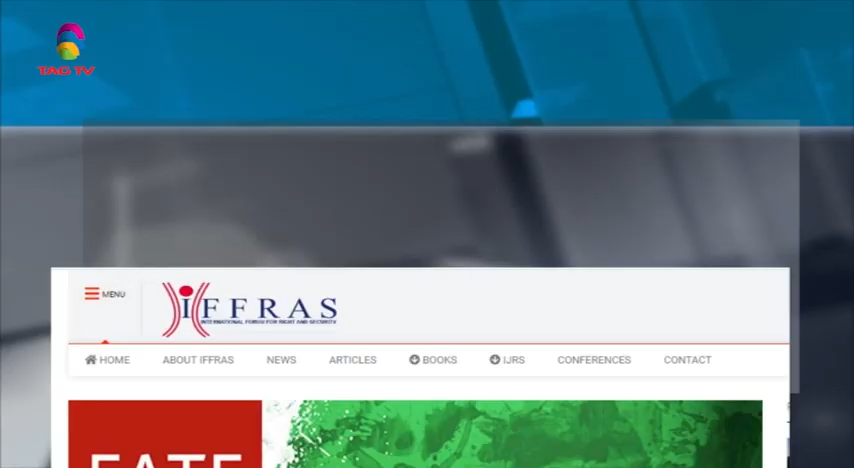 TAG TV
MENU
IFFRAS
INTERNATIONAL FORUM FOR RIGHT AND SECURITY
HOME ABOUT IFFRAS NEWS ARTICLES BOOKS IJRS CONFERENCES CONTACT